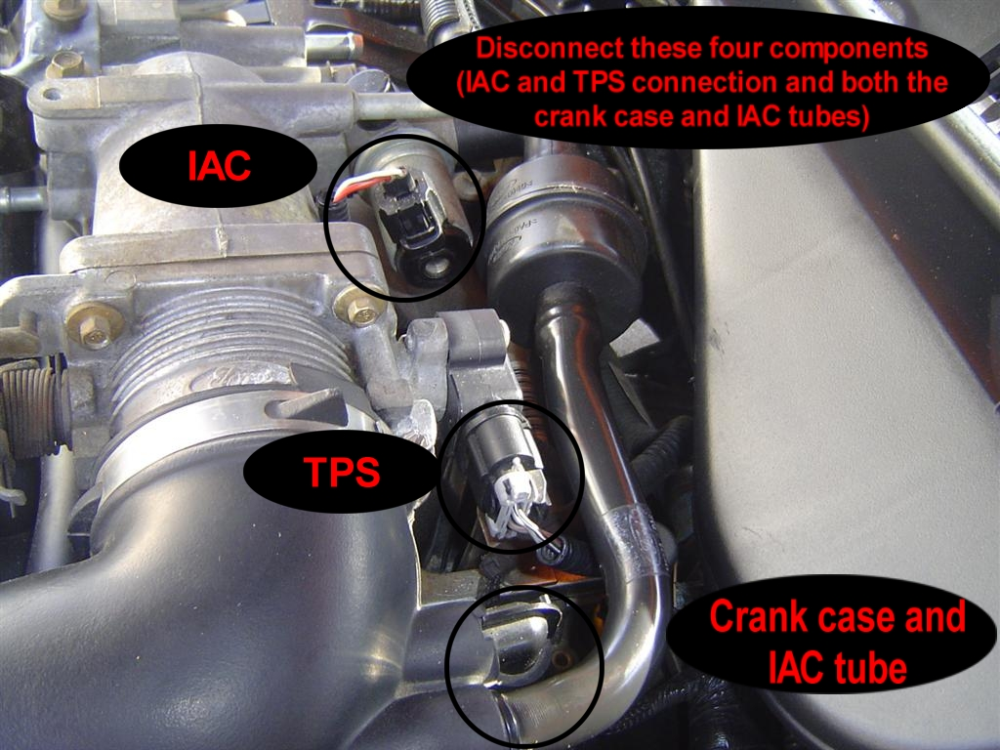 Disconnect these four components
(IAC and TPS connection and both the
crank case and IAC tubes)
IAC
TPS
Crank case and
IAC tube